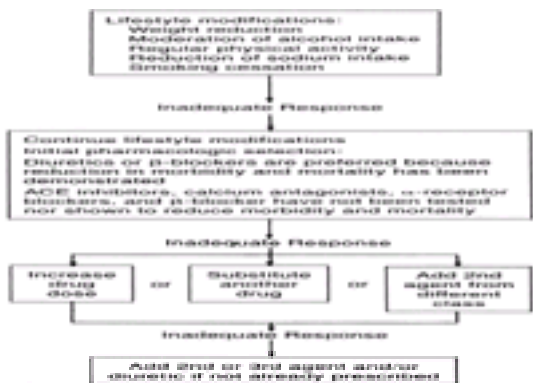 Lifestyle modifications:
Weight reduction
Moderation of alcohol intake
Regular physical activity
Reduction of sodium intake
Smoking cessation
Inadequate Response
Continue lifestyle modifications
Initial pharmacologic selection:
Diuretics or β-blockers are preferred because
reduction in morbidity and mortality has been
demonstrated
ACE inhibitors, calcium antagonists, α-receptor
blockers, and β-blocker have not been tested
nor shown to reduce morbidity and mortality
Inadequate Response
Increase
drug
dose
or
Substitute
another
drug
or
Add 2nd
agent from
different
class
Inadequate Response
Add 2nd or 3rd agent and/or
diuretic if not already prescribed